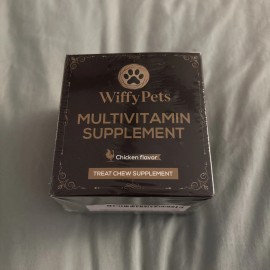 WiffyPets
MULTIVITAMIN
SUPPLEMENT
Chicken flavor
TREAT CHEW SUPPLEMENT